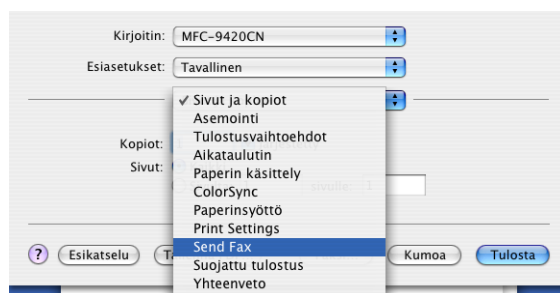 Kirjoitin: MFC-9420CN
Esiasetukset: Tavallinen
✓ Sivut ja kopiot
Asemointi
Tulostusvaihtoehdot
Kopiot:
Aikataulutin
Sivut:
Paperin käsittely
ColorSync
sivulle: 1
Paperinsyöttö
Print Settings
Send Fax
Suojattu tulostus
Yhteenveto
? Esikatselu T Kumoa Tulosta